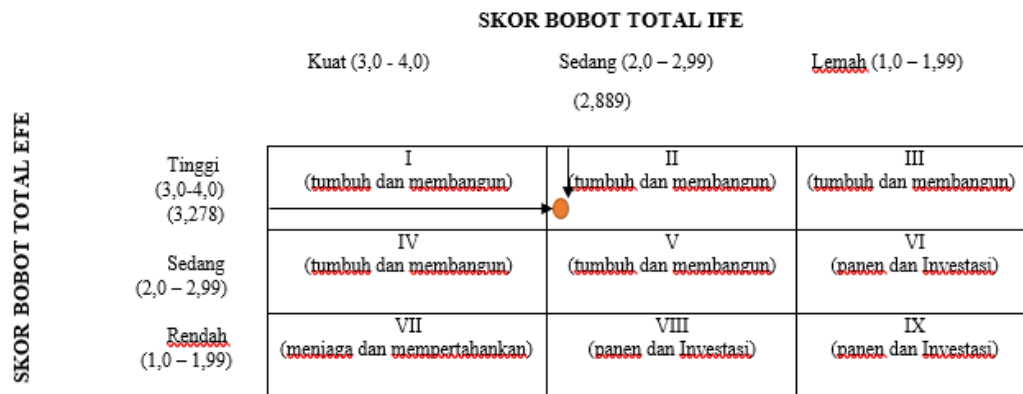 SKOR BOBOT TOTAL IFE
Kuat (3,0 - 4,0)
Sedang (2,0 – 2,99)
Lemah (1,0 – 1,99)
(2,889)
SKOR BOBOT TOTAL EFE
Tinggi
(3,0-4,0)
(3,278)
I
(tumbuh dan membangun)
II
(tumbuh dan membangun)
III
(tumbuh dan membangun)
Sedang
(2,0 – 2,99)
IV
(tumbuh dan membangun)
V
(tumbuh dan membangun)
VI
(panen dan Investasi)
Rendah
(1,0 – 1,99)
VII
(menjaga dan mempertahankan)
VIII
(panen dan Investasi)
IX
(panen dan Investasi)